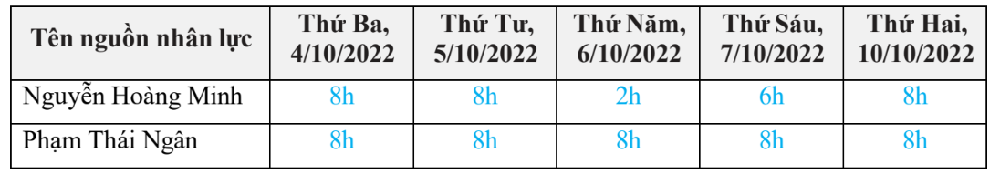 Tên nguồn nhân lực
Thứ Ba,
4/10/2022
Thứ Tư,
5/10/2022
Thứ Năm,
6/10/2022
Thứ Sáu,
7/10/2022
Thứ Hai,
10/10/2022
Nguyễn Hoàng Minh 8h 8h 2h 6h 8h
Phạm Thái Ngân 8h 8h 8h 8h 8h